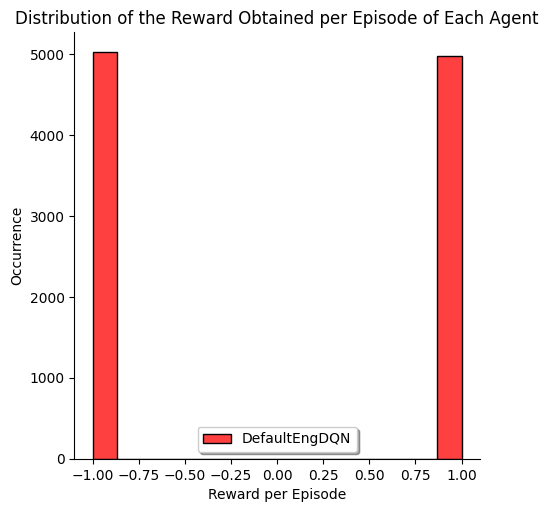 Distribution of the Reward Obtained per Episode of Each Agent
5000
4000
3000
2000
1000
0
Occurrence
DefaultEngDQN
−1.00 −0.75 −0.50 −0.25 0.00 0.25 0.50 0.75 1.00
Reward per Episode